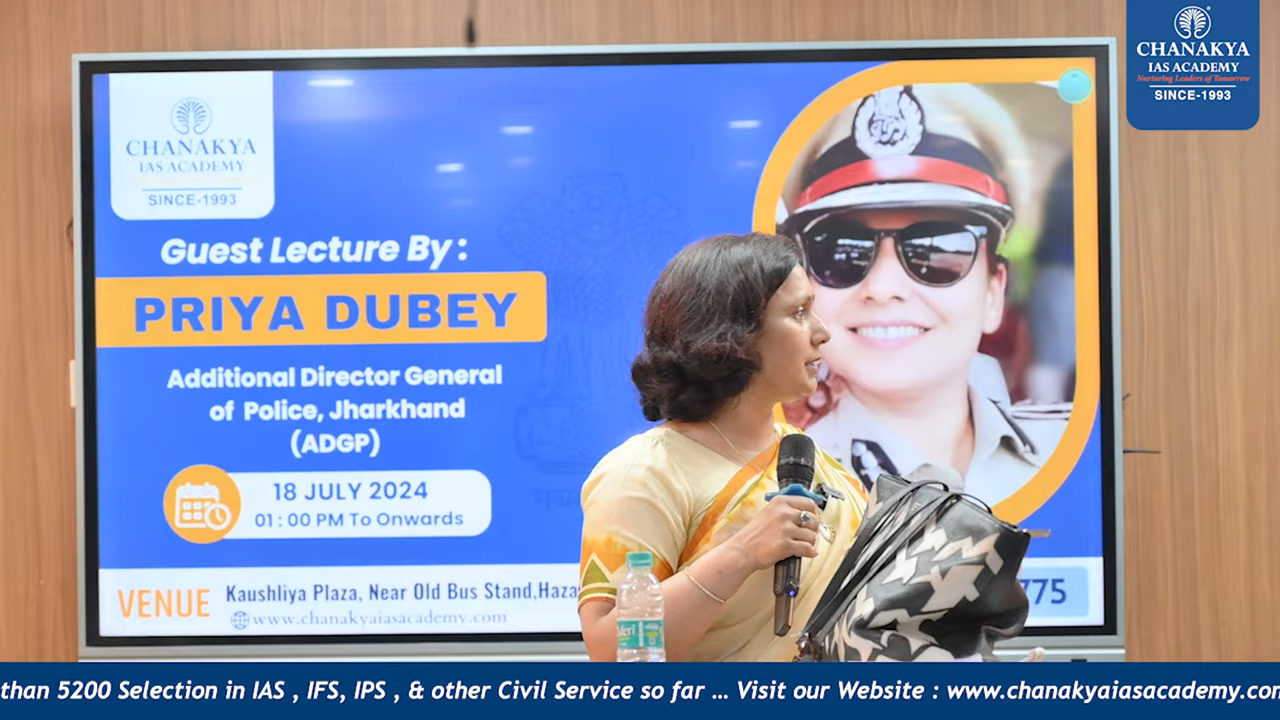 CHANAKYA
IAS ACADEMY
Nurturing Leaders of Tomorrow
SINCE-1993
CHANAKYA
IAS ACADEMY
SINCE-1993
Guest Lecture By :
PRIYA DUBEY
Additional Director General
of Police, Jharkhand
(ADGP)
18 JULY 2024
01 : 00 PM To Onwards
VENUE
Kaushliya Plaza, Near Old Bus Stand,Haza
www.chanakyaiasacademy.com
775
than 5200 Selection in IAS , IFS, IPS , & other Civil Service so far ... Visit our Website : www.chanakyaiasacademy.com